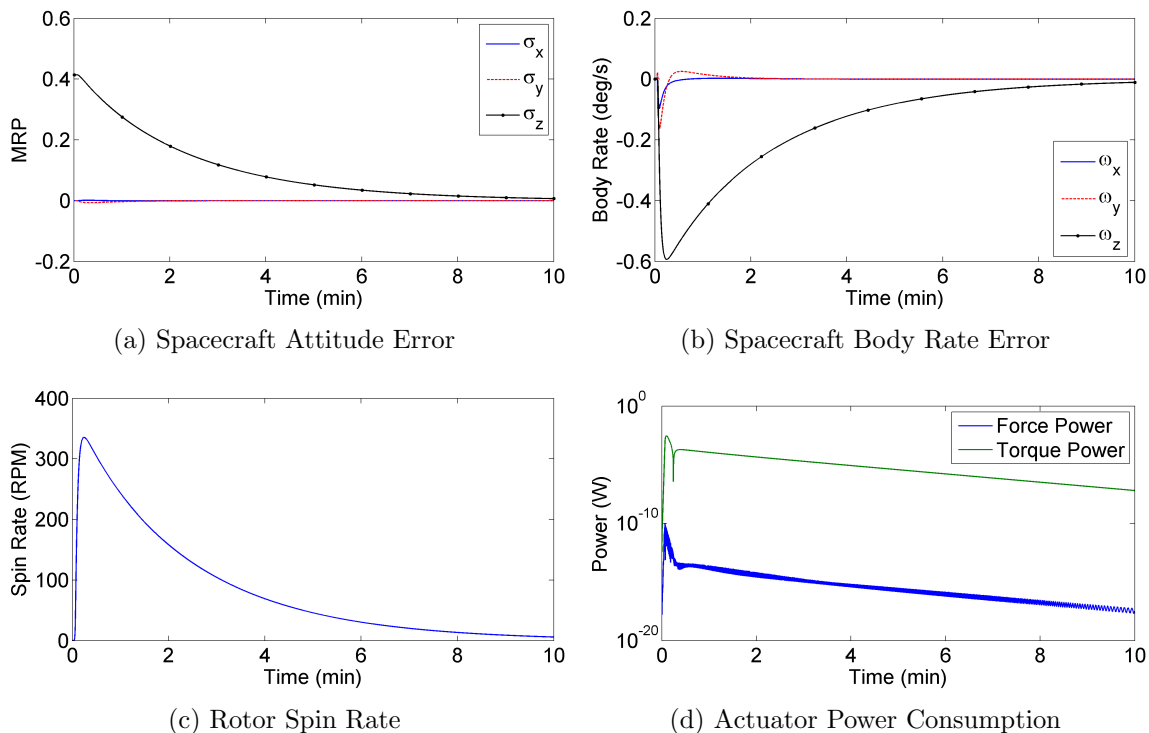 0.6
0.4
0.2
0
-0.2
MRP
σx
σy
σz
0 2 4 6 8 10
Time (min)
(a) Spacecraft Attitude Error
0.2
0
-0.2
-0.4
-0.6
Body Rate (deg/s)
ωx
ωy
ωz
0 2 4 6 8 10
Time (min)
(b) Spacecraft Body Rate Error
400
300
200
100
0
Spin Rate (RPM)
0 2 4 6 8 10
Time (min)
(c) Rotor Spin Rate
10^0
10^-10
10^-20
Power (W)
Force Power
Torque Power
0 2 4 6 8 10
Time (min)
(d) Actuator Power Consumption